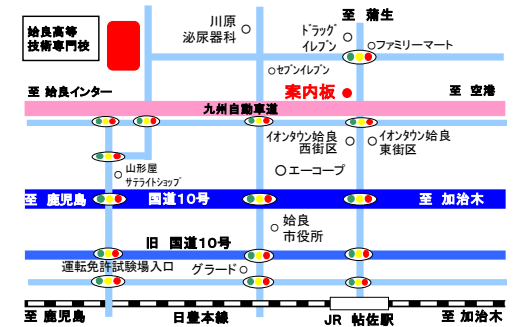 至 蒲生
川原
泌尿器科
ドラッグ
イレブン
ファミリーマート
姶良高等
技術専門校
セブンイレブン
至 姶良インター
案内板
至 空港
九州自動車道
イオンタウン姶良
西街区
イオンタウン姶良
東街区
山形屋
サテライトショップ
エーコープ
至 鹿児島
国道10号
至 加治木
姶良
市役所
旧 国道10号
運転免許試験場入口
グラード
至 鹿児島
日豊本線
JR 帖佐駅
至 加治木